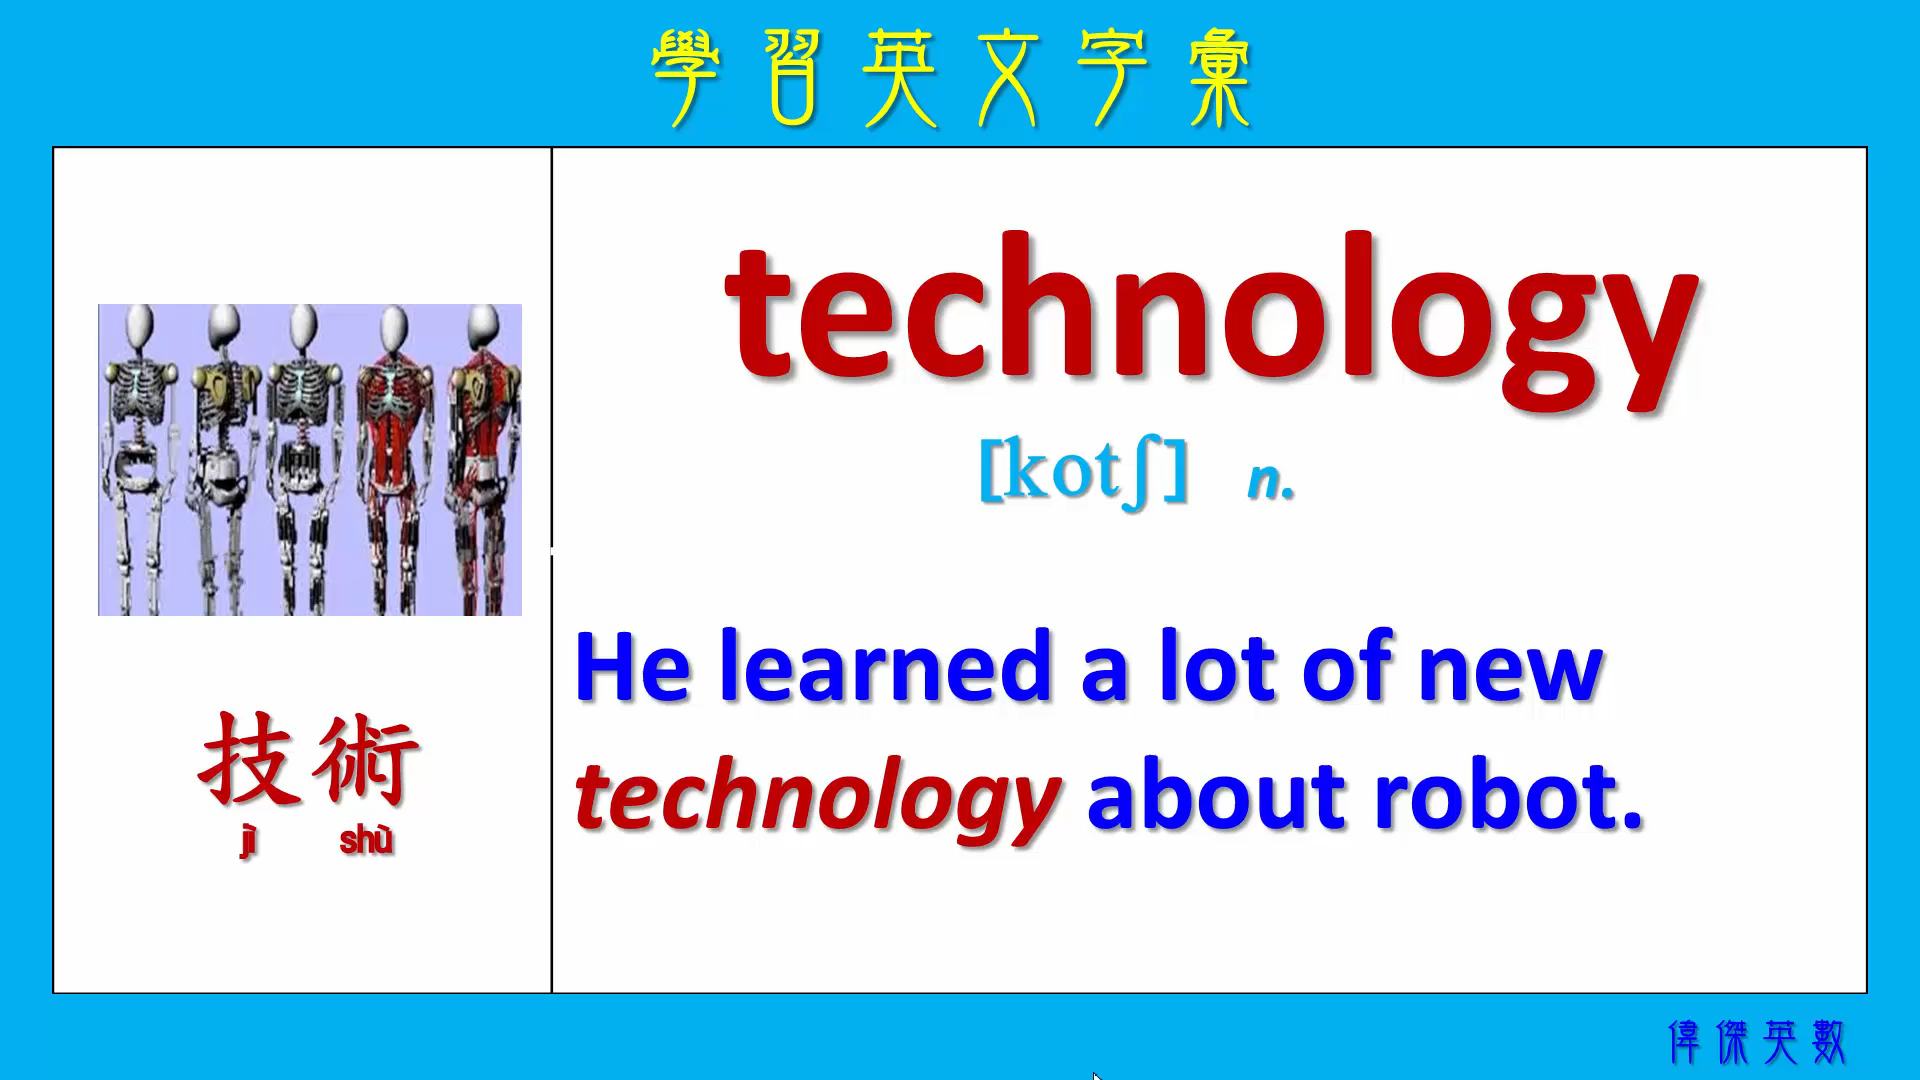 學習英文字彙
technology
[kotʃ] n.
He learned a lot of new
technology about robot.
技術
jì shù
偉傑英數